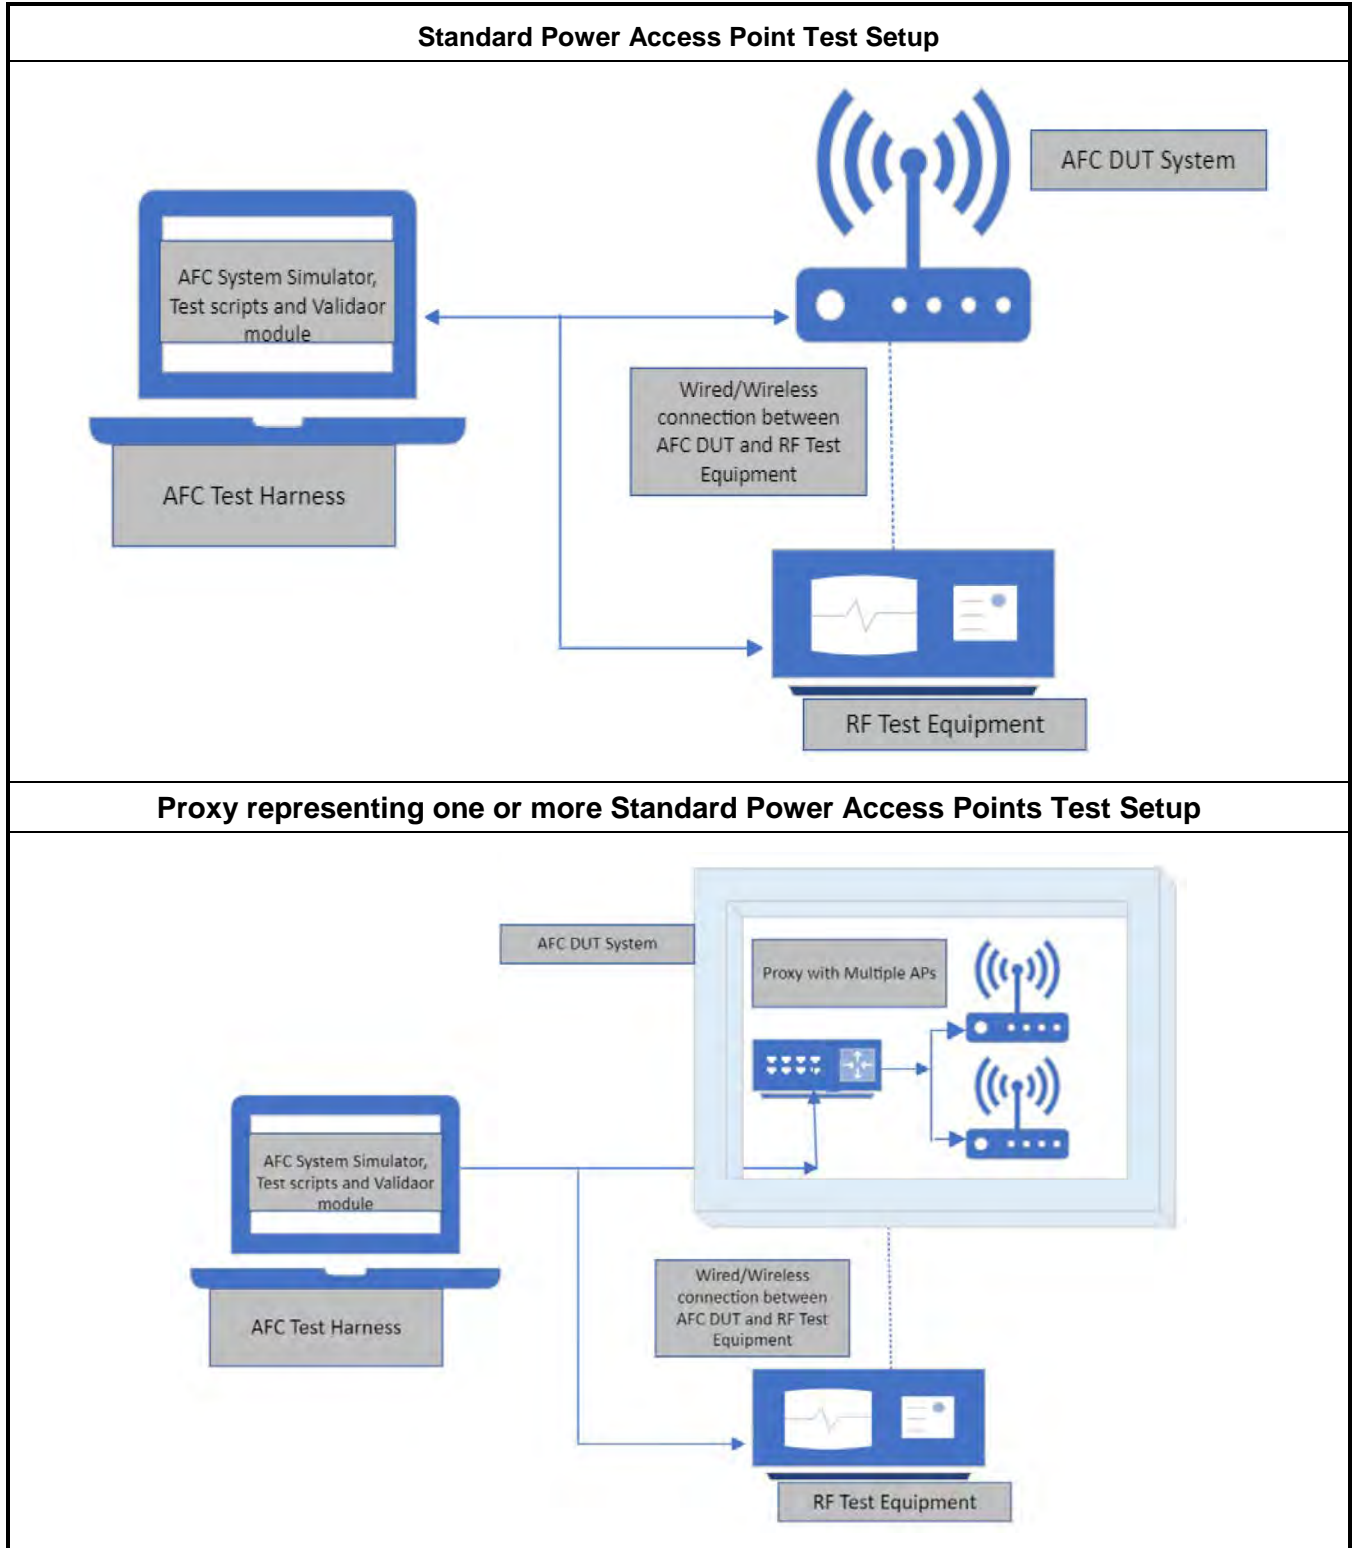 Standard Power Access Point Test Setup
AFC DUT System
AFC System Simulator,
Test scripts and Validaor
module
Wired/Wireless
connection between
AFC DUT and RF Test
Equipment
AFC Test Harness
RF Test Equipment
Proxy representing one or more Standard Power Access Points Test Setup
AFC DUT System
Proxy with Multiple APs
AFC System Simulator,
Test scripts and Validaor
module
Wired/Wireless
connection between
AFC DUT and RF Test
Equipment
AFC Test Harness
RF Test Equipment